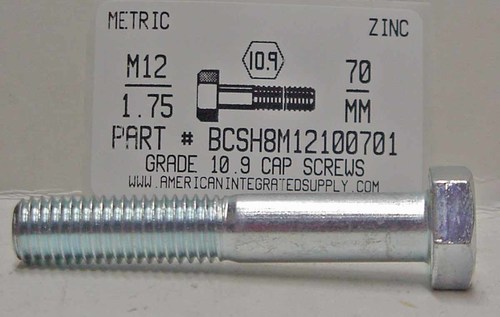 METRIC ZINC
10.9
M12 70
1.75 MM
PART # BCSH8M12100701
GRADE 10.9 CAP SCREWS
WWW.AMERICANINTEGRATEDSUPPLY.COM